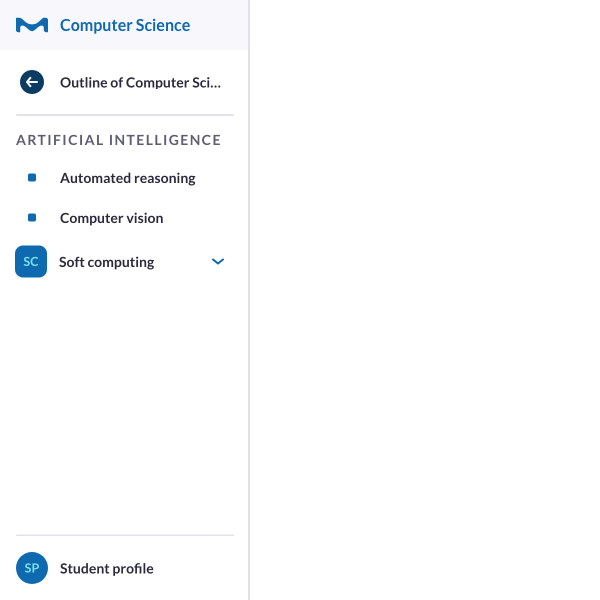 Computer Science
Outline of Computer Sci...
ARTIFICIAL INTELLIGENCE
Automated reasoning
Computer vision
SC Soft computing
SP Student profile